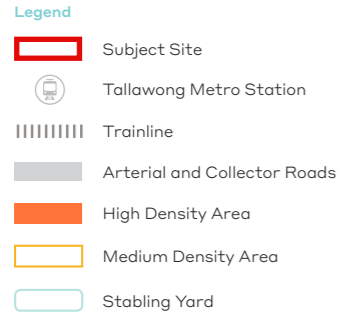 Legend
Subject Site
Tallawong Metro Station
Trainline
Arterial and Collector Roads
High Density Area
Medium Density Area
Stabling Yard